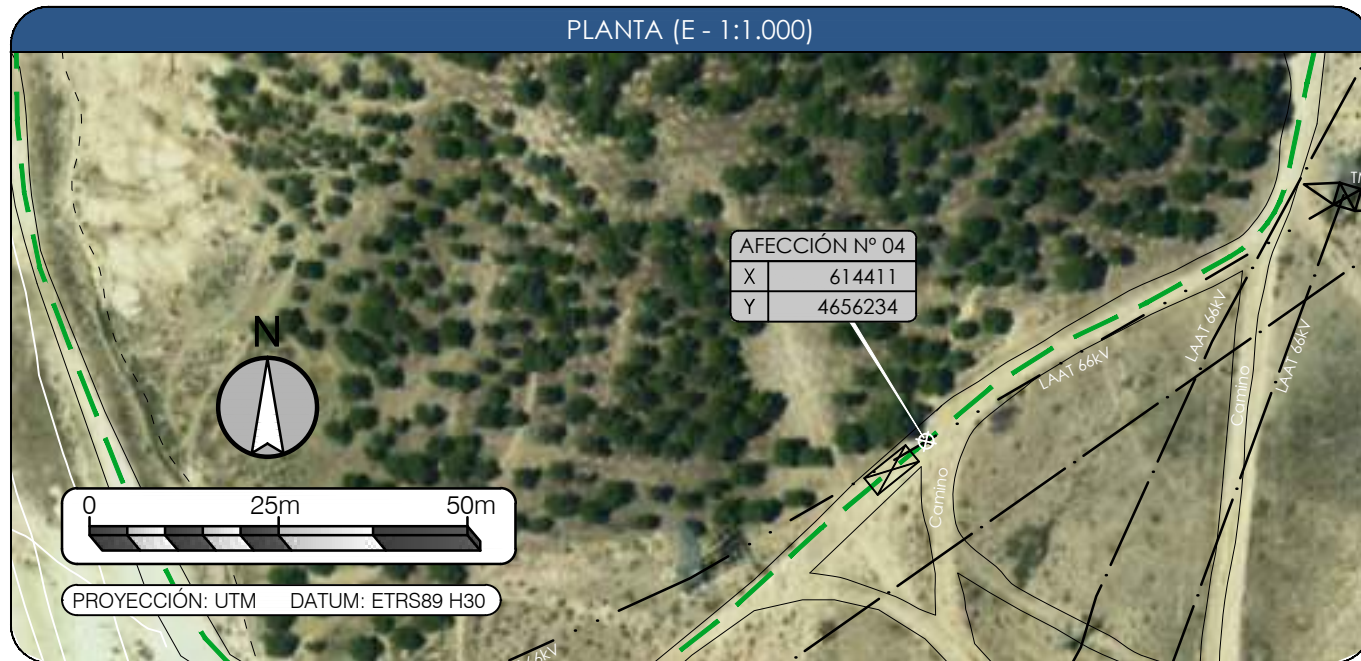 PLANTA (E - 1:1.000)
AFECCIÓN Nº 04
X 614411
Y 4656234
LAAT 66kV
LAAT 66kV
LAAT 66kV
Camino
Camino
N
0 25m 50m
PROYECCIÓN: UTM DATUM: ETRS89 H30
66kV